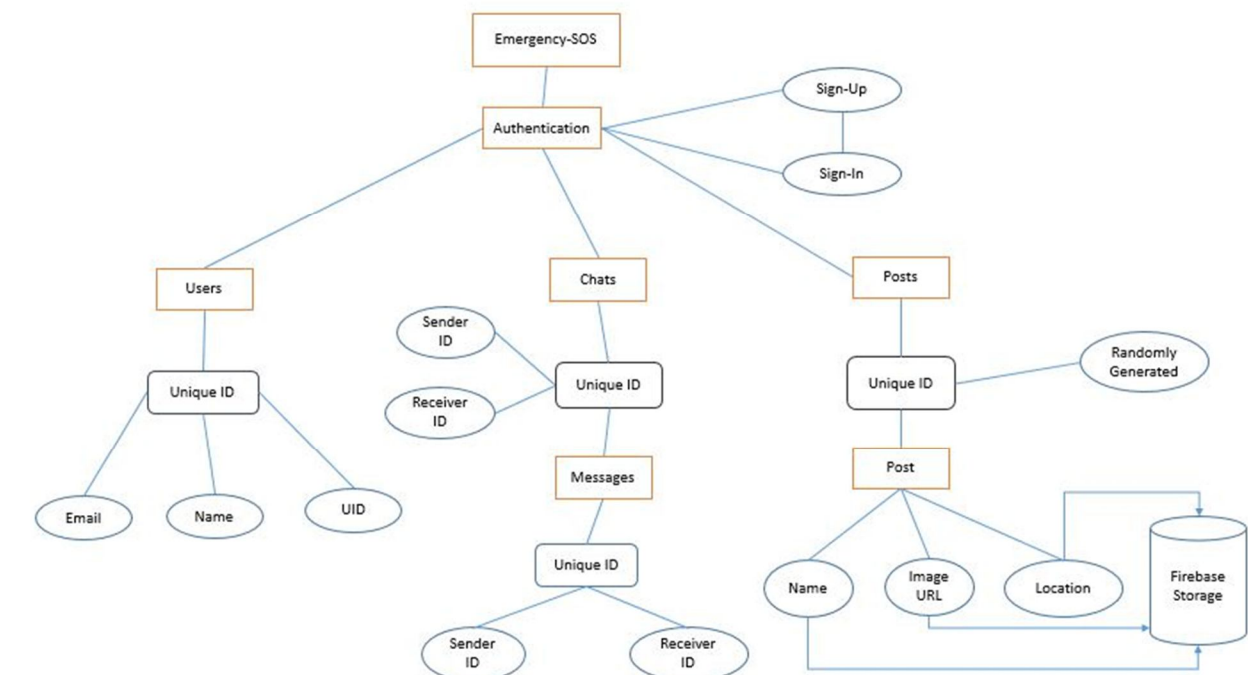 Emergency-SOS
Sign-Up
Authentication
Sign-In
Users
Chats
Posts
Sender
ID
Randomly
Generated
Unique ID
Unique ID
Unique ID
Receiver
ID
Messages
Post
Email
Name
UID
Unique ID
Name
Image
URL
Location
Firebase
Storage
Sender
ID
Receiver
ID